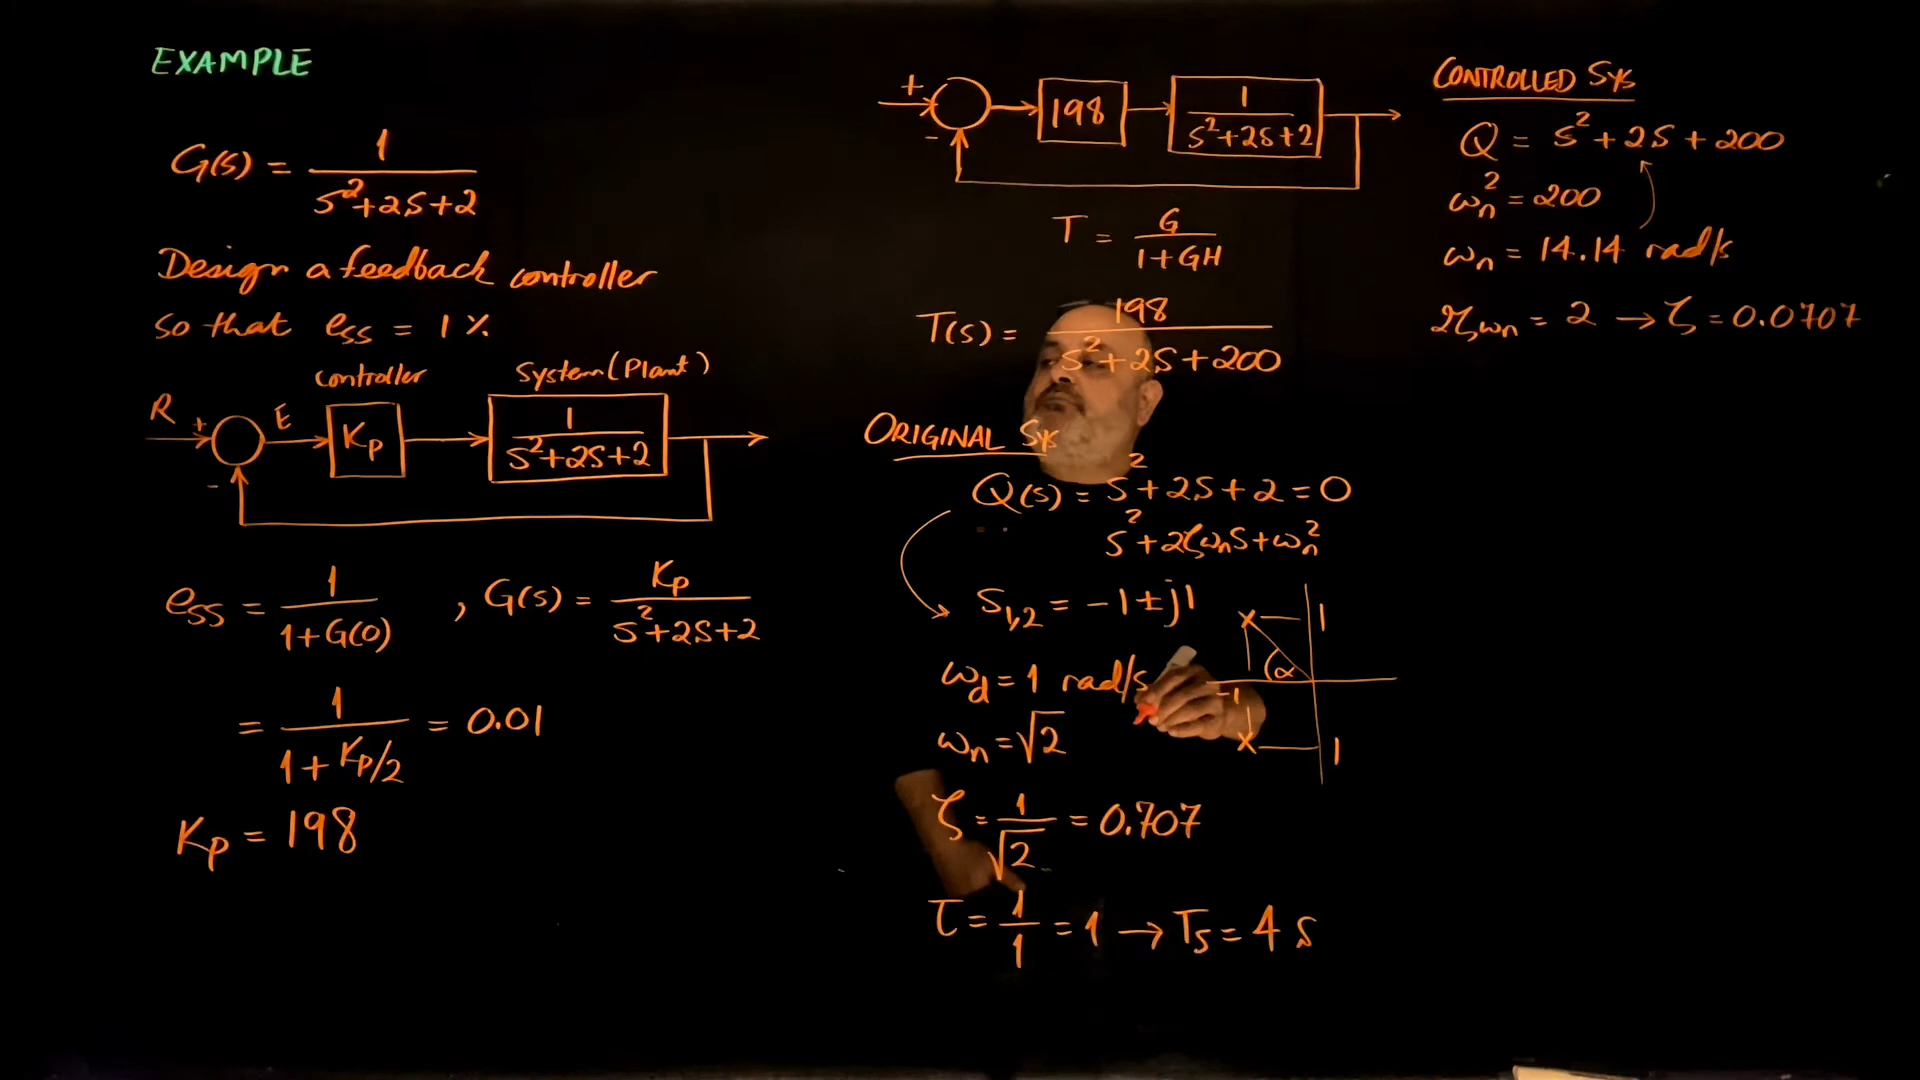 EXAMPLE
G(s) = 1 / (s²+2s+2)
Design a feedback controller
so that ess = 1 %
controller System (Plant)
R + E Kp 1 / (s²+2s+2)
-
ess = 1 / (1+G(0)) , G(s) = Kp / (s²+2s+2)
= 1 / (1+Kp/2) = 0.01
Kp = 198
+ 198 1 / (s²+2s+2)
-
T = G / (1+GH)
T(s) = 198 / (s²+2s+200)
ORIGINAL SYS
Q(s) = s²+2s+2=0
s²+2ζωns+ωn²
S1,2 = -1±j1
ωd = 1 rad/s
ωn = √2
ζ = 1/√2 = 0.707
τ = 1/1 = 1 → Ts = 4 s
x 1
α
-1
x 1
CONTROLLED SYS
Q = s²+2s+200
ωn² = 200
ωn = 14.14 rad/s
2ζωn = 2 → ζ = 0.0707